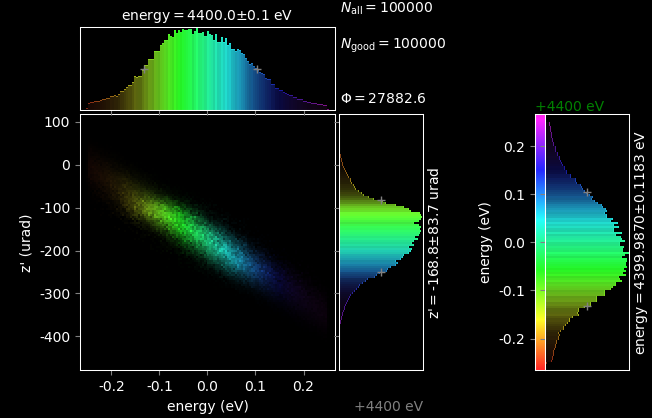 energy = 4400.0±0.1 eV
N_all = 100000
N_good = 100000
Φ = 27882.6
100
0
-100
-200
-300
-400
z' (urad)
-0.2
-0.1
0.0
0.1
0.2
energy (eV)
+4400 eV
z' = -168.8±83.7 urad
+4400 eV
0.2
0.1
0.0
-0.1
-0.2
energy (eV)
energy = 4399.9870±0.1183 eV